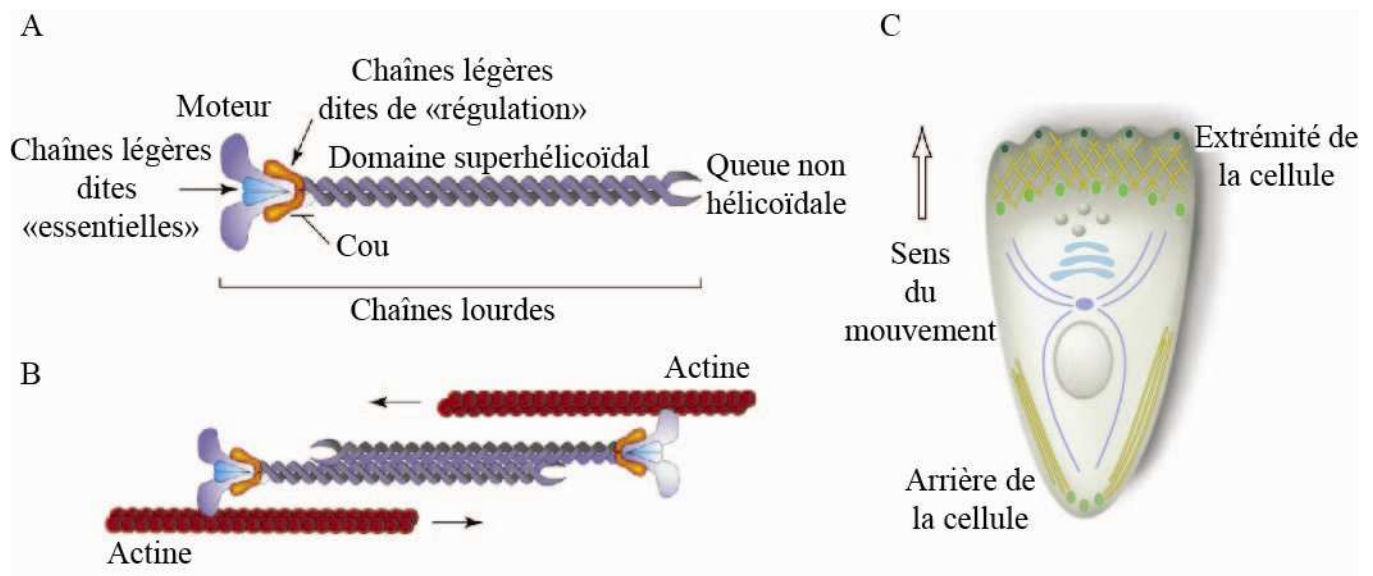 A
Chaînes légères
dites de «régulation»
Moteur
Chaînes légères
dites
«essentielles»
Domaine superhélicoïdal
Queue non
hélicoïdale
Cou
Chaînes lourdes
B
Actine
Actine
C
Extrémité de
la cellule
Sens
du
mouvement
Arrière de
la cellule